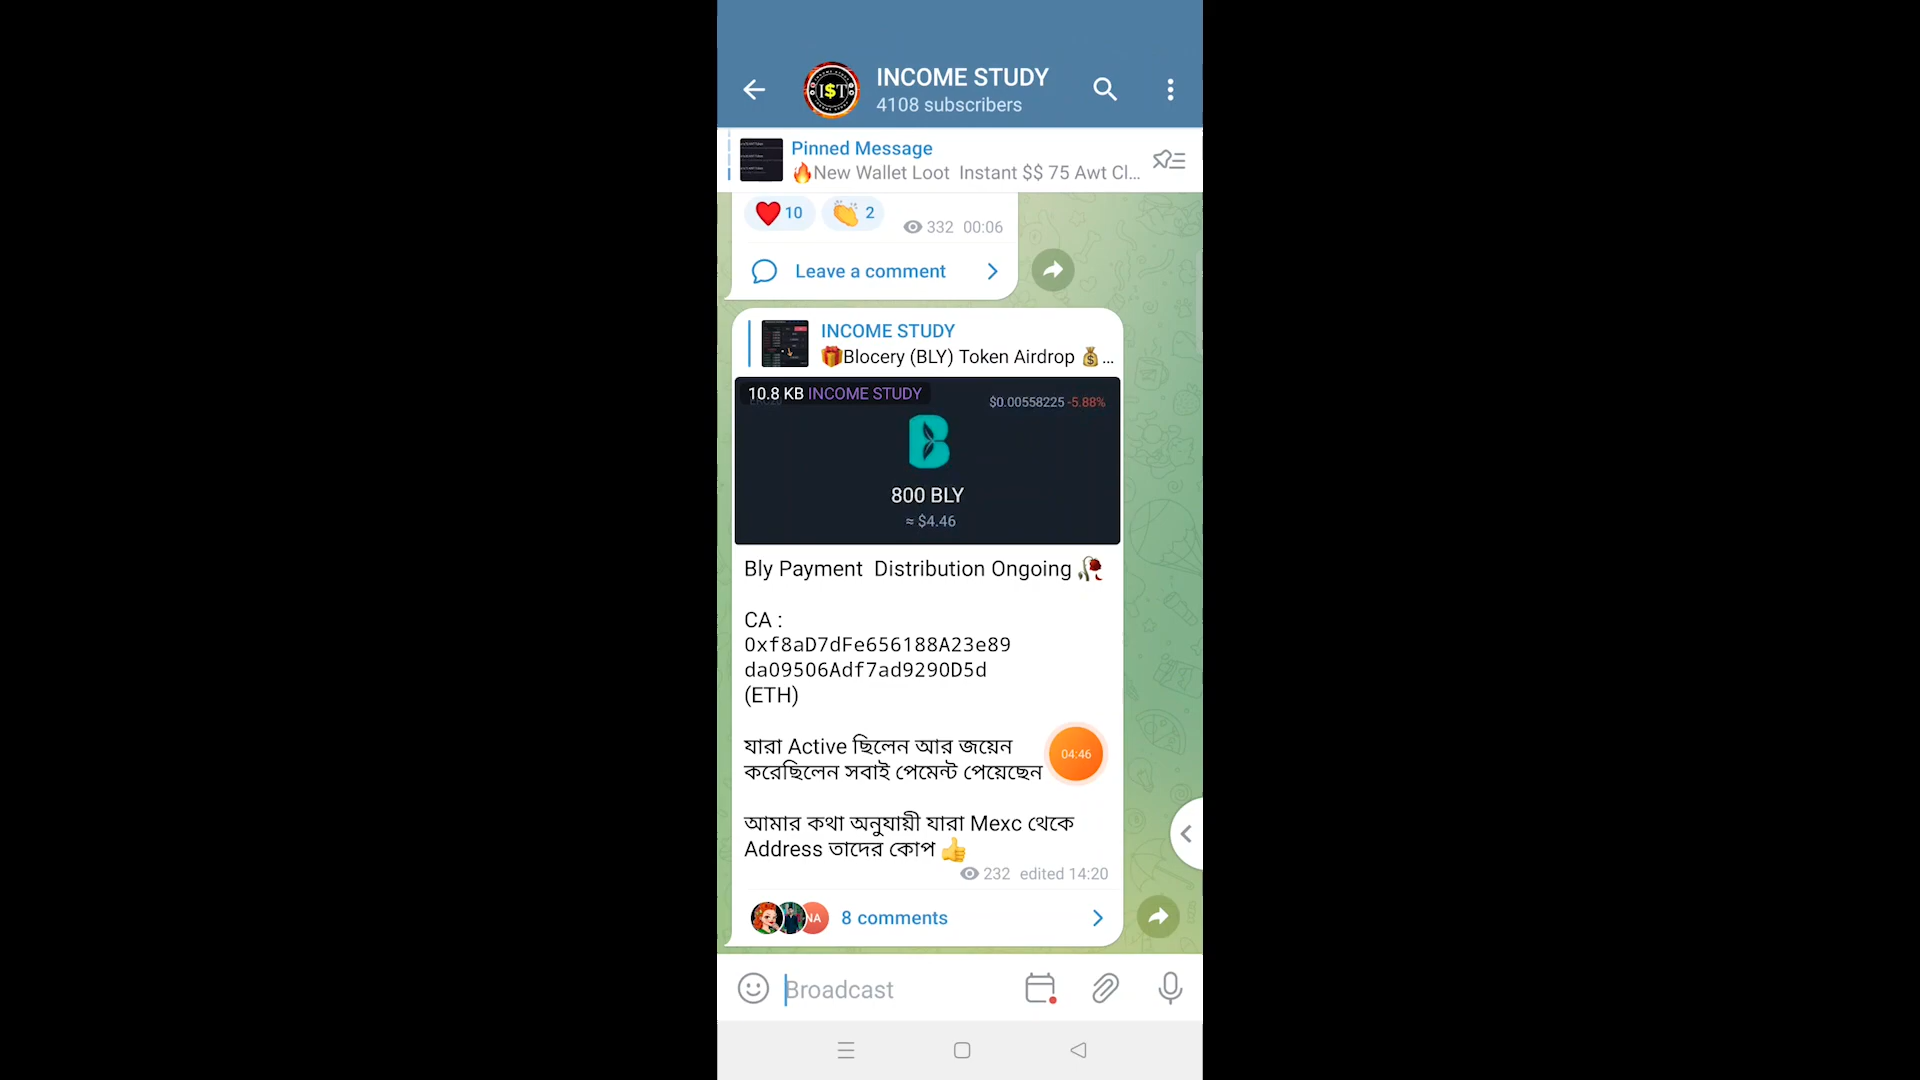 INCOME STUDY
4108 subscribers
Pinned Message
🔥New Wallet Loot Instant $$ 75 Awt Cl...
❤️ 10 👏 2 332 00:06
Leave a comment
INCOME STUDY
🎁Blocery (BLY) Token Airdrop 💰...
10.8 KB INCOME STUDY
$0.00558225 -5.88%
800 BLY
≈ $4.46
Bly Payment Distribution Ongoing 🥀
CA :
0xf8aD7dFe656188A23e89
da09506Adf7ad9290D5d
(ETH)
যারা Active ছিলেন আর জয়েন
করেছিলেন সবাই পেমেন্ট পেয়েছেন
04:46
আমার কথা অনুযায়ী যারা Mexc থেকে
Address তাদের কোপ 👍
232 edited 14:20
NA
8 comments
Broadcast